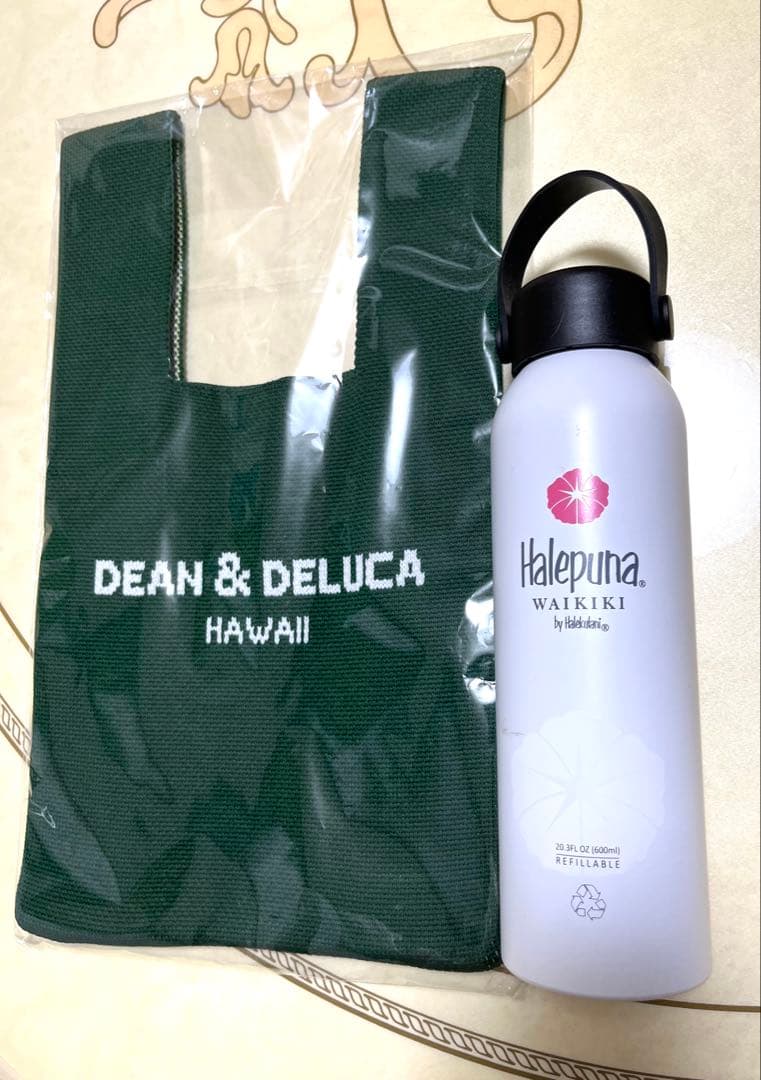 DEAN & DELUCA
HAWAII
Halepuna®
WAIKIKI
by Halekulani®
20.3FL OZ (600ml)
REFILLABLE